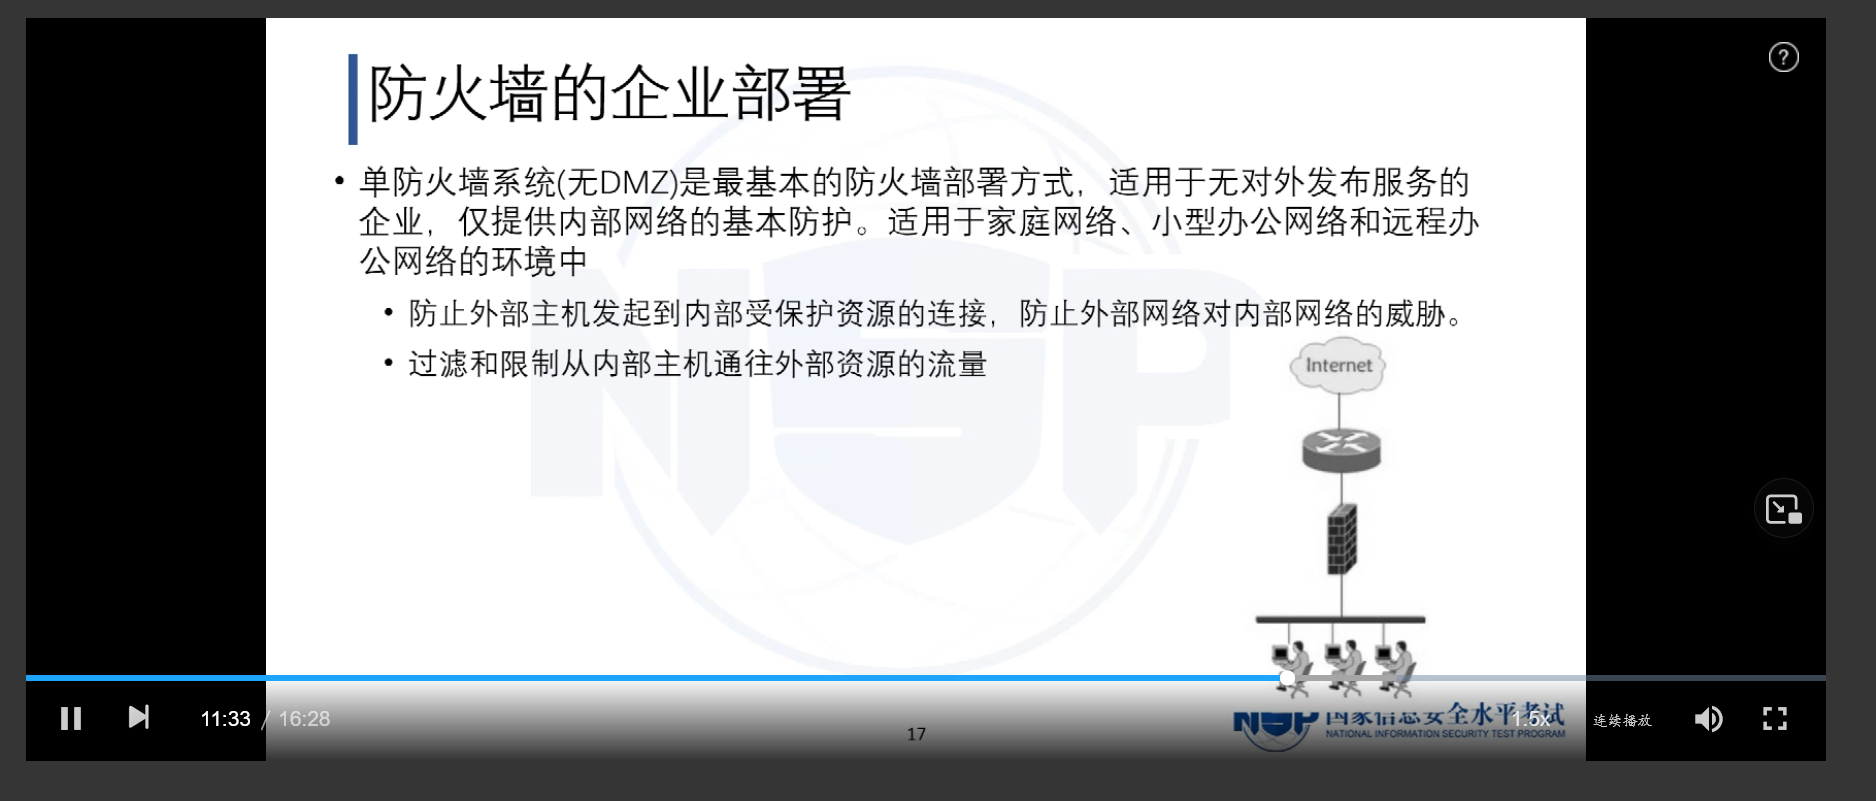 防火墙的企业部署
• 单防火墙系统(无DMZ)是最基本的防火墙部署方式，适用于无对外发布服务的
企业，仅提供内部网络的基本防护。适用于家庭网络、小型办公网络和远程办
公网络的环境中
• 防止外部主机发起到内部受保护资源的连接，防止外部网络对内部网络的威胁。
• 过滤和限制从内部主机通往外部资源的流量
Internet
NSP
11:33 / 16:28
17
NSP 国家信息安全水平考试
NATIONAL INFORMATION SECURITY TEST PROGRAM
1.5x
连续播放